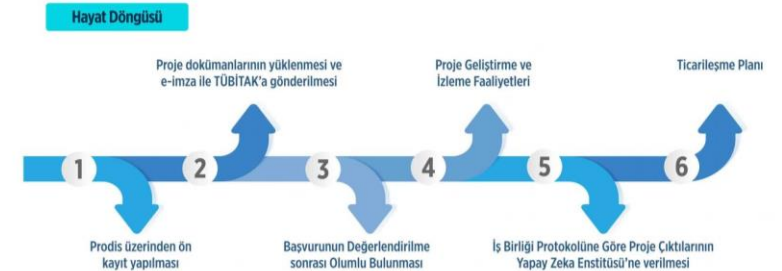 Hayat Döngüsü
Proje dokümanlarının yüklenmesi ve
e-imza ile TÜBİTAK'a gönderilmesi
Proje Geliştirme ve
İzleme Faaliyetleri
Ticarileşme Planı
1
2
3
4
5
6
Prodis üzerinden ön
kayıt yapılması
Başvurunun Değerlendirilme
sonrası Olumlu Bulunması
İş Birliği Protokolüne Göre Proje Çıktılarının
Yapay Zeka Enstitüsü'ne verilmesi